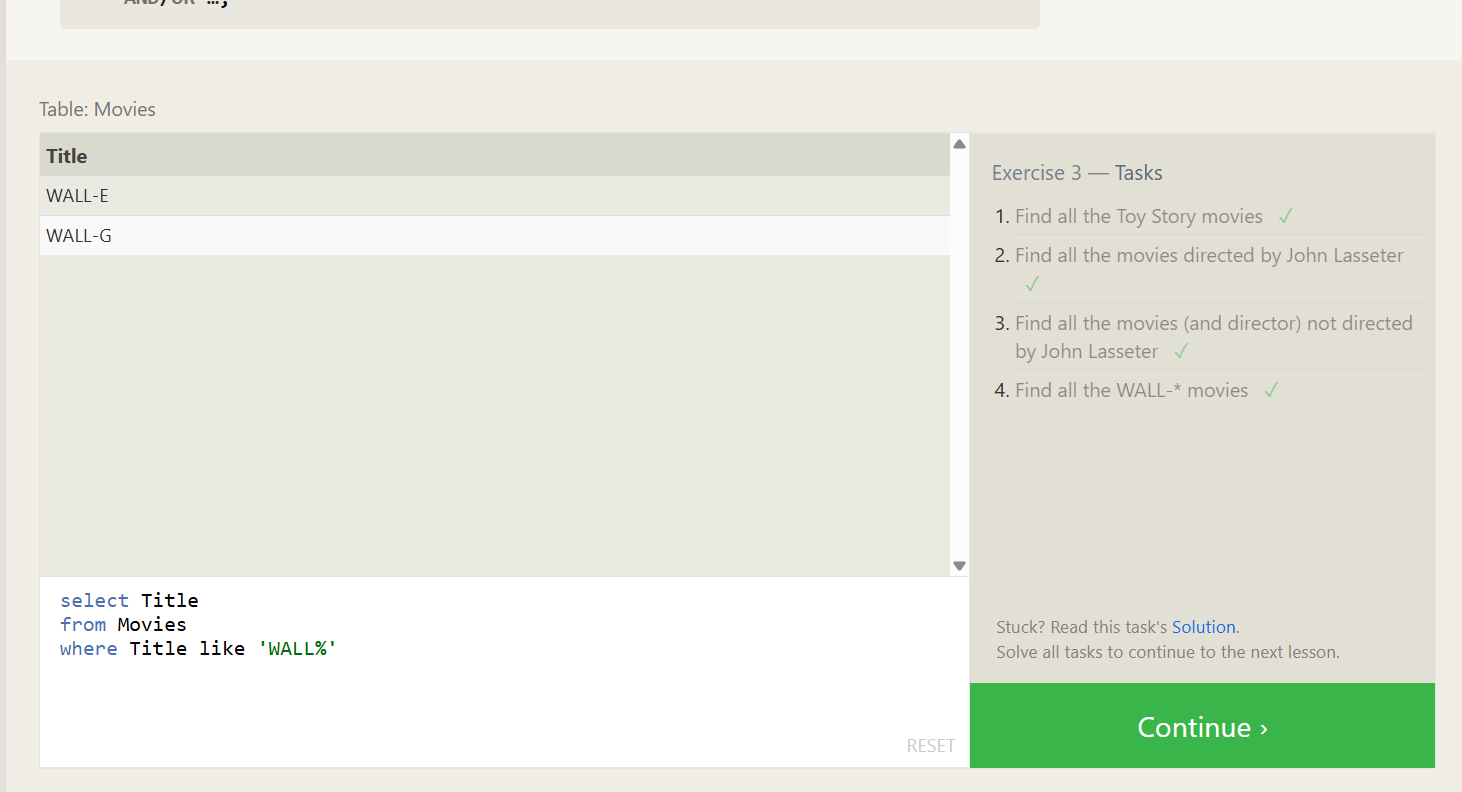 AND/OR …;
Table: Movies
Title
WALL-E
WALL-G
select Title
from Movies
where Title like 'WALL%'
RESET
Exercise 3 — Tasks
1. Find all the Toy Story movies ✓
2. Find all the movies directed by John Lasseter
✓
3. Find all the movies (and director) not directed
by John Lasseter ✓
4. Find all the WALL-* movies ✓
Stuck? Read this task's Solution.
Solve all tasks to continue to the next lesson.
Continue ›